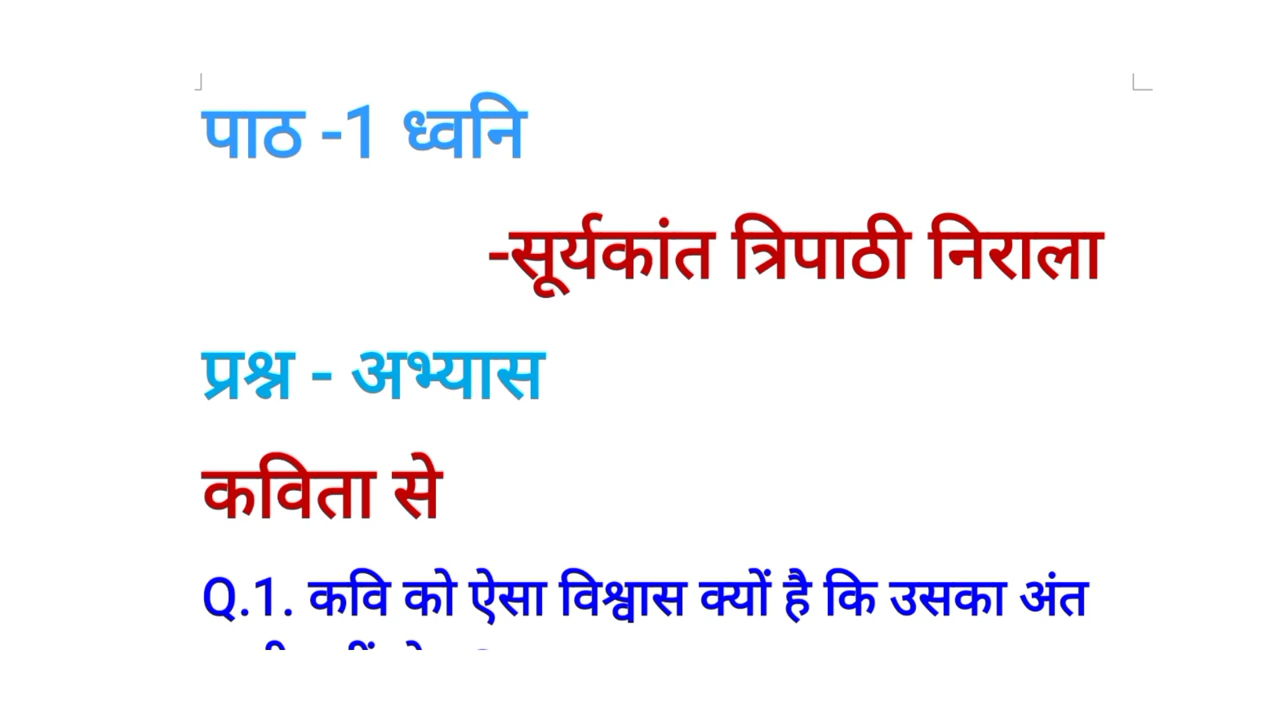 पाठ -1 ध्वनि
-सूर्यकांत त्रिपाठी निराला
प्रश्न - अभ्यास
कविता से
Q.1. कवि को ऐसा विश्वास क्यों है कि उसका अंत